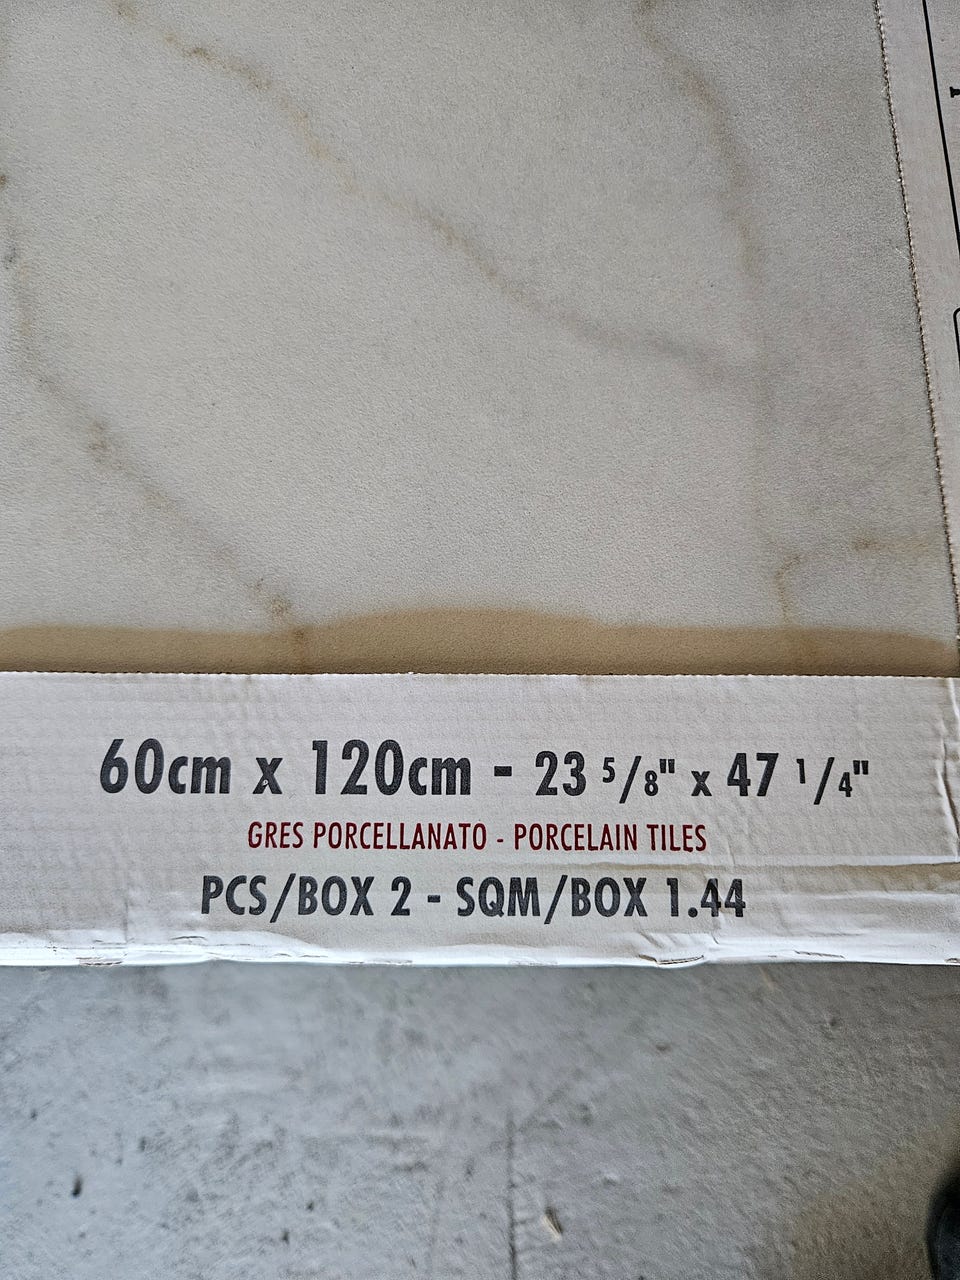 60cm x 120cm - 23 5/8" x 47 1/4"
GRES PORCELLANATO - PORCELAIN TILES
PCS/BOX 2 - SQM/BOX 1.44